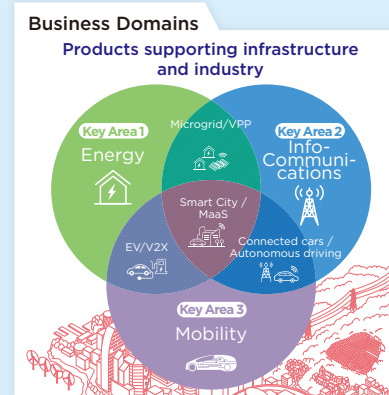 Business Domains
Products supporting infrastructure
and industry
Key Area 1
Energy
Microgrid/VPP
Key Area 2
Info-
Communi-
cations
Smart City /
MaaS
EV/V2X
Connected cars /
Autonomous driving
Key Area 3
Mobility